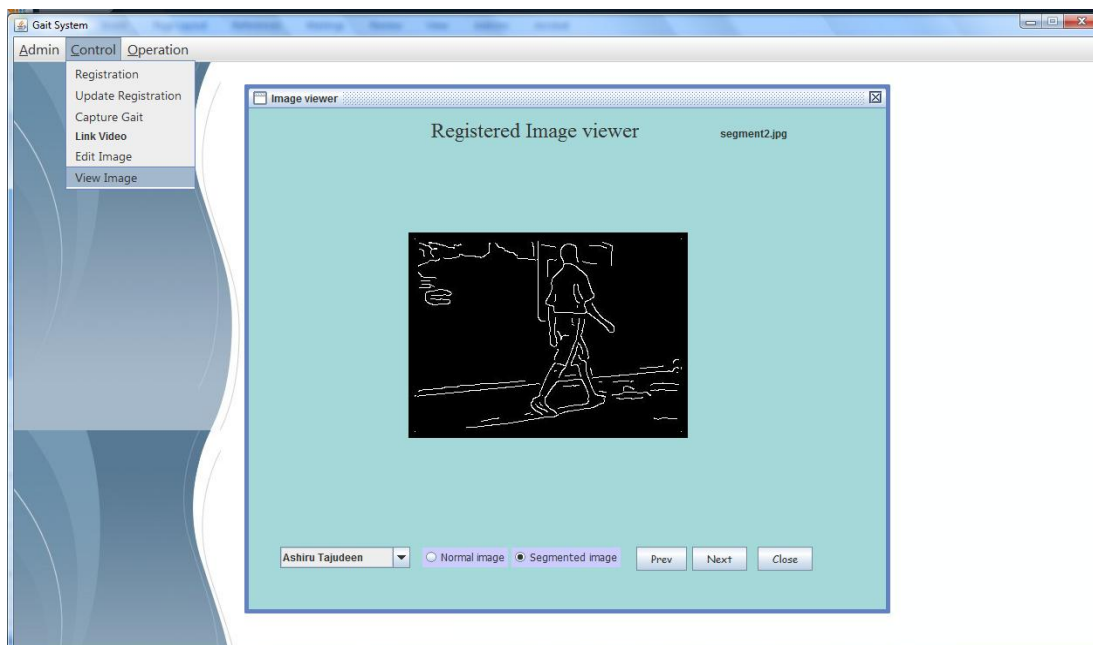 Gait System
Admin Control Operation
Registration
Update Registration
Capture Gait
Link Video
Edit Image
View Image
Image viewer
Registered Image viewer
segment2.jpg
Ashiru Tajudeen
Normal image
Segmented image
Prev
Next
Close